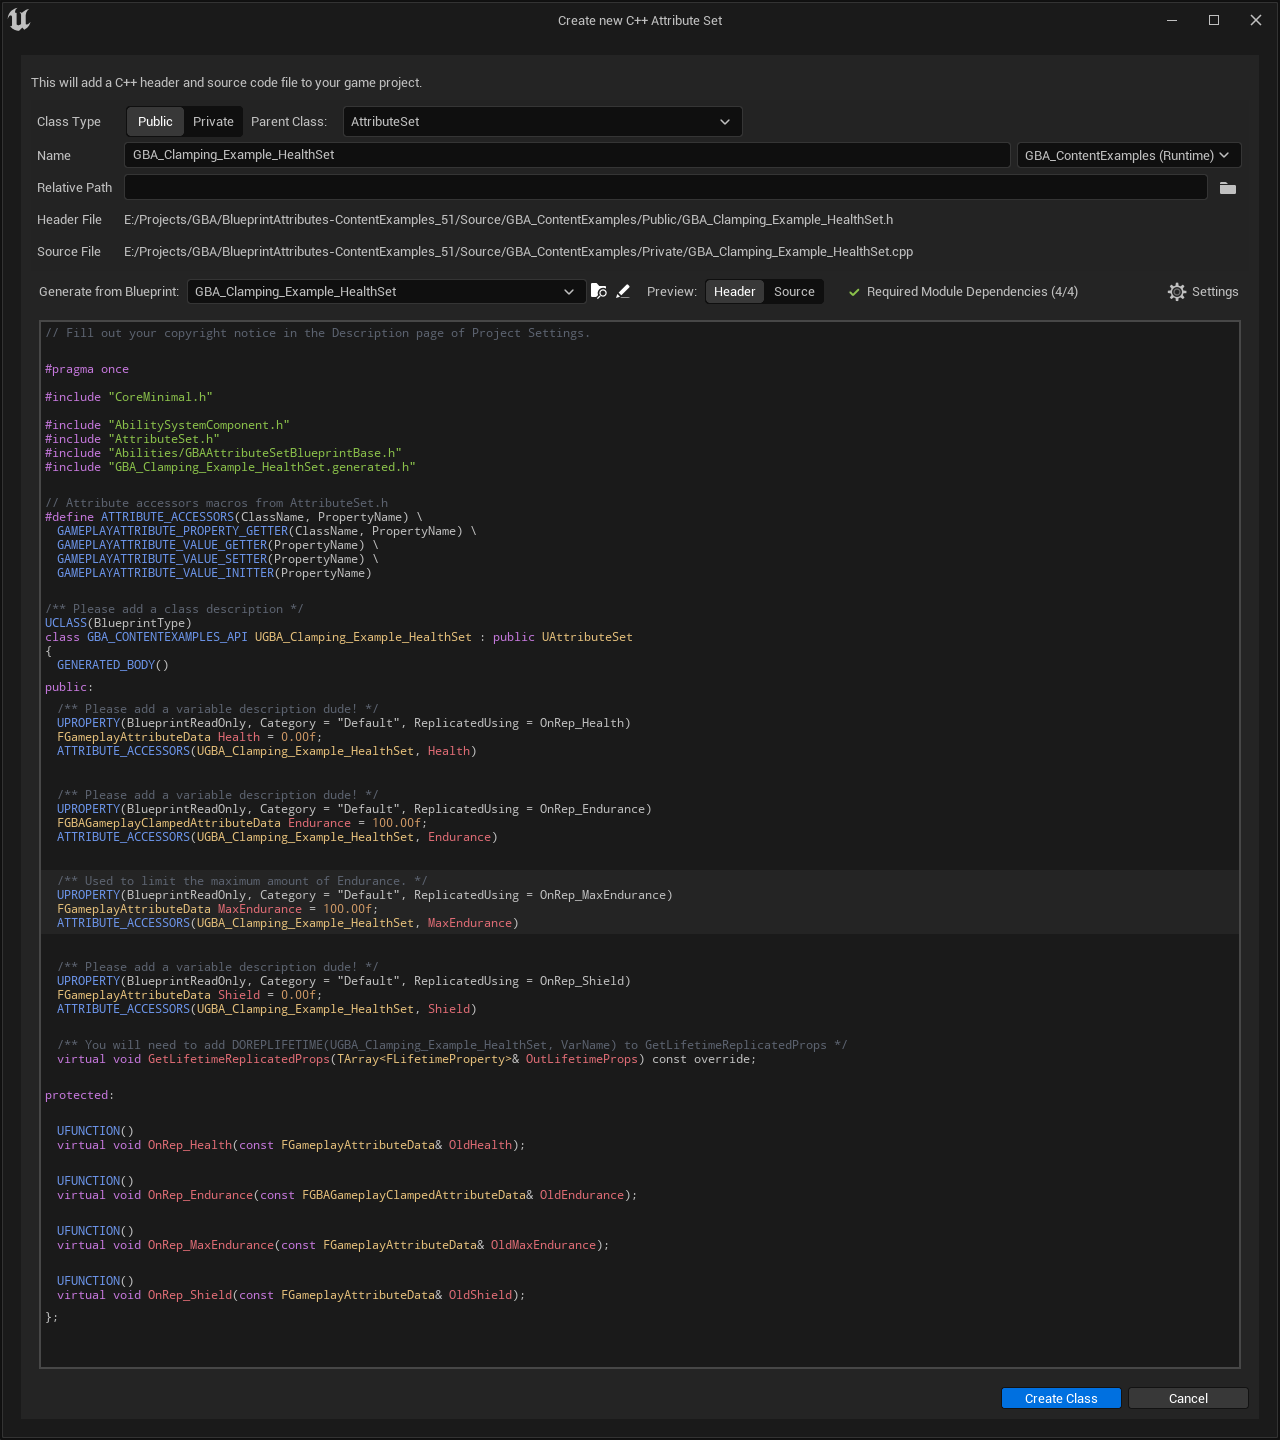 Create new C++ Attribute Set
This will add a C++ header and source code file to your game project.
Class Type Public Private Parent Class: AttributeSet
Name GBA_Clamping_Example_HealthSet GBA_ContentExamples (Runtime)
Relative Path
Header File E:/Projects/GBA/BlueprintAttributes-ContentExamples_51/Source/GBA_ContentExamples/Public/GBA_Clamping_Example_HealthSet.h
Source File E:/Projects/GBA/BlueprintAttributes-ContentExamples_51/Source/GBA_ContentExamples/Private/GBA_Clamping_Example_HealthSet.cpp
Generate from Blueprint: GBA_Clamping_Example_HealthSet Preview: Header Source Required Module Dependencies (4/4) Settings
// Fill out your copyright notice in the Description page of Project Settings.
#pragma once
#include "CoreMinimal.h"
#include "AbilitySystemComponent.h"
#include "AttributeSet.h"
#include "Abilities/GBAAttributeSetBlueprintBase.h"
#include "GBA_Clamping_Example_HealthSet.generated.h"
// Attribute accessors macros from AttributeSet.h
#define ATTRIBUTE_ACCESSORS(ClassName, PropertyName) \
GAMEPLAYATTRIBUTE_PROPERTY_GETTER(ClassName, PropertyName) \
GAMEPLAYATTRIBUTE_VALUE_GETTER(PropertyName) \
GAMEPLAYATTRIBUTE_VALUE_SETTER(PropertyName) \
GAMEPLAYATTRIBUTE_VALUE_INITTER(PropertyName)
/** Please add a class description */
UCLASS(BlueprintType)
class GBA_CONTENTEXAMPLES_API UGBA_Clamping_Example_HealthSet : public UAttributeSet
{
GENERATED_BODY()
public:
/** Please add a variable description dude! */
UPROPERTY(BlueprintReadOnly, Category = "Default", ReplicatedUsing = OnRep_Health)
FGameplayAttributeData Health = 0.00f;
ATTRIBUTE_ACCESSORS(UGBA_Clamping_Example_HealthSet, Health)
/** Please add a variable description dude! */
UPROPERTY(BlueprintReadOnly, Category = "Default", ReplicatedUsing = OnRep_Endurance)
FGBAGameplayClampedAttributeData Endurance = 100.00f;
ATTRIBUTE_ACCESSORS(UGBA_Clamping_Example_HealthSet, Endurance)
/** Used to limit the maximum amount of Endurance. */
UPROPERTY(BlueprintReadOnly, Category = "Default", ReplicatedUsing = OnRep_MaxEndurance)
FGameplayAttributeData MaxEndurance = 100.00f;
ATTRIBUTE_ACCESSORS(UGBA_Clamping_Example_HealthSet, MaxEndurance)
/** Please add a variable description dude! */
UPROPERTY(BlueprintReadOnly, Category = "Default", ReplicatedUsing = OnRep_Shield)
FGameplayAttributeData Shield = 0.00f;
ATTRIBUTE_ACCESSORS(UGBA_Clamping_Example_HealthSet, Shield)
/** You will need to add DOREPLIFETIME(UGBA_Clamping_Example_HealthSet, VarName) to GetLifetimeReplicatedProps */
virtual void GetLifetimeReplicatedProps(TArray<FLifetimeProperty>& OutLifetimeProps) const override;
protected:
UFUNCTION()
virtual void OnRep_Health(const FGameplayAttributeData& OldHealth);
UFUNCTION()
virtual void OnRep_Endurance(const FGBAGameplayClampedAttributeData& OldEndurance);
UFUNCTION()
virtual void OnRep_MaxEndurance(const FGameplayAttributeData& OldMaxEndurance);
UFUNCTION()
virtual void OnRep_Shield(const FGameplayAttributeData& OldShield);
};
Create Class Cancel